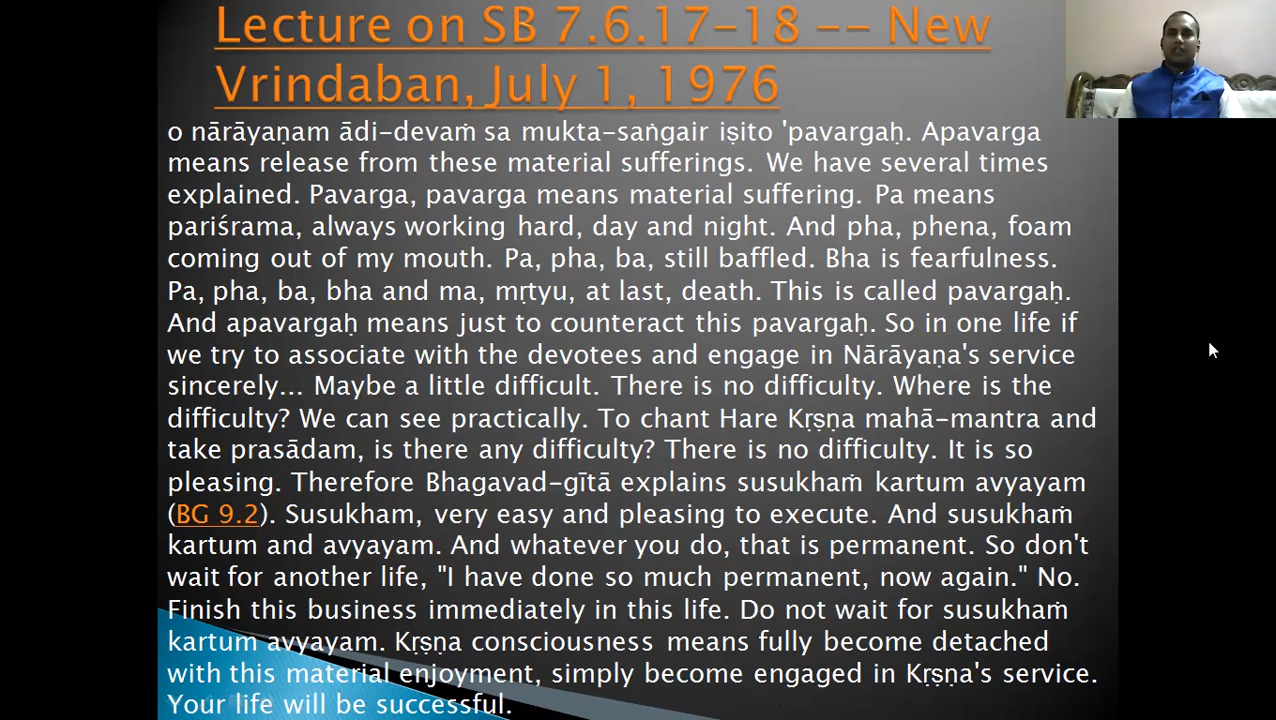 Lecture on SB 7.6.17-18 -- New
Vrindaban, July 1, 1976
o nārāyaṇam ādi-devaṁ sa mukta-saṅgair iṣito 'pavargaḥ. Apavarga
means release from these material sufferings. We have several times
explained. Pavarga, pavarga means material suffering. Pa means
pariśrama, always working hard, day and night. And pha, phena, foam
coming out of my mouth. Pa, pha, ba, still baffled. Bha is fearfulness.
Pa, pha, ba, bha and ma, mṛtyu, at last, death. This is called pavargaḥ.
And apavargaḥ means just to counteract this pavargaḥ. So in one life if
we try to associate with the devotees and engage in Nārāyaṇa's service
sincerely... Maybe a little difficult. There is no difficulty. Where is the
difficulty? We can see practically. To chant Hare Kṛṣṇa mahā-mantra and
take prasādam, is there any difficulty? There is no difficulty. It is so
pleasing. Therefore Bhagavad-gītā explains susukhaṁ kartum avyayam
(BG 9.2). Susukham, very easy and pleasing to execute. And susukhaṁ
kartum and avyayam. And whatever you do, that is permanent. So don't
wait for another life, "I have done so much permanent, now again." No.
Finish this business immediately in this life. Do not wait for susukhaṁ
kartum avyayam. Kṛṣṇa consciousness means fully become detached
with this material enjoyment, simply become engaged in Kṛṣṇa's service.
Your life will be successful.